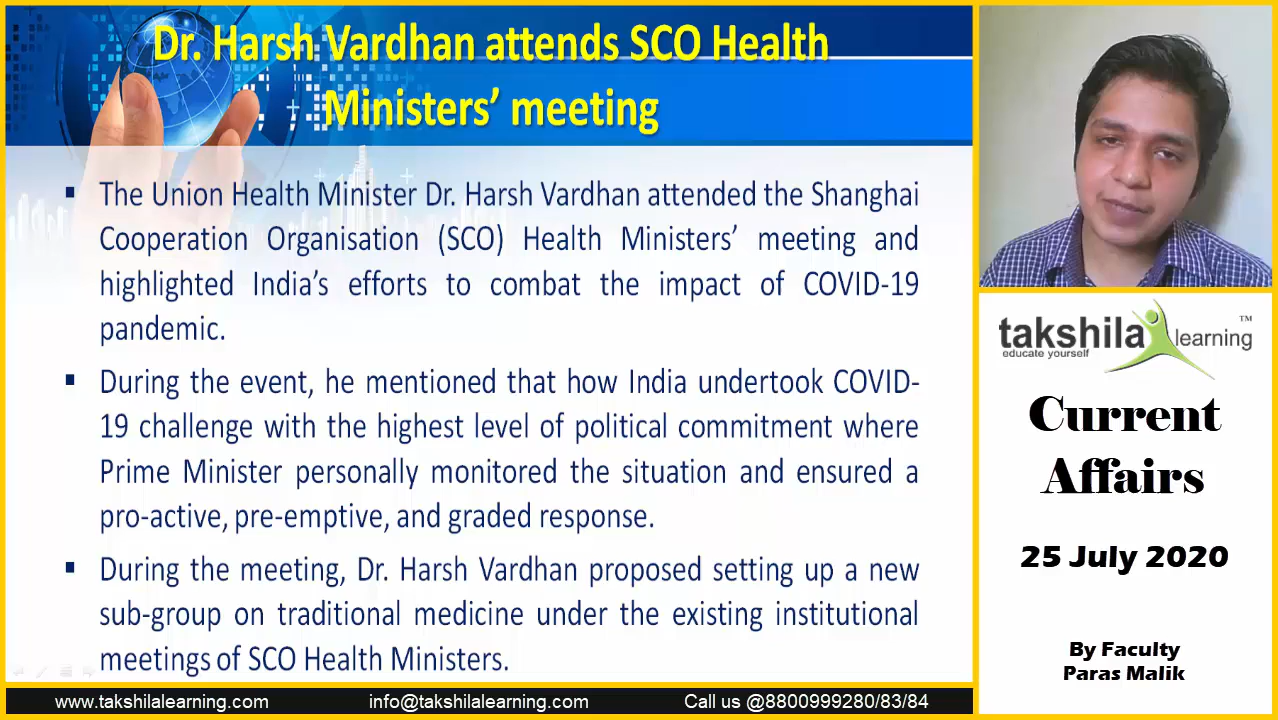 Dr. Harsh Vardhan attends SCO Health
Ministers’ meeting
▪ The Union Health Minister Dr. Harsh Vardhan attended the Shanghai
Cooperation Organisation (SCO) Health Ministers’ meeting and
highlighted India’s efforts to combat the impact of COVID-19
pandemic.
▪ During the event, he mentioned that how India undertook COVID-
19 challenge with the highest level of political commitment where
Prime Minister personally monitored the situation and ensured a
pro-active, pre-emptive, and graded response.
▪ During the meeting, Dr. Harsh Vardhan proposed setting up a new
sub-group on traditional medicine under the existing institutional
meetings of SCO Health Ministers.
www.takshilalearning.com info@takshilalearning.com Call us @8800999280/83/84
takshila learning ™
educate yourself
Current
Affairs
25 July 2020
By Faculty
Paras Malik